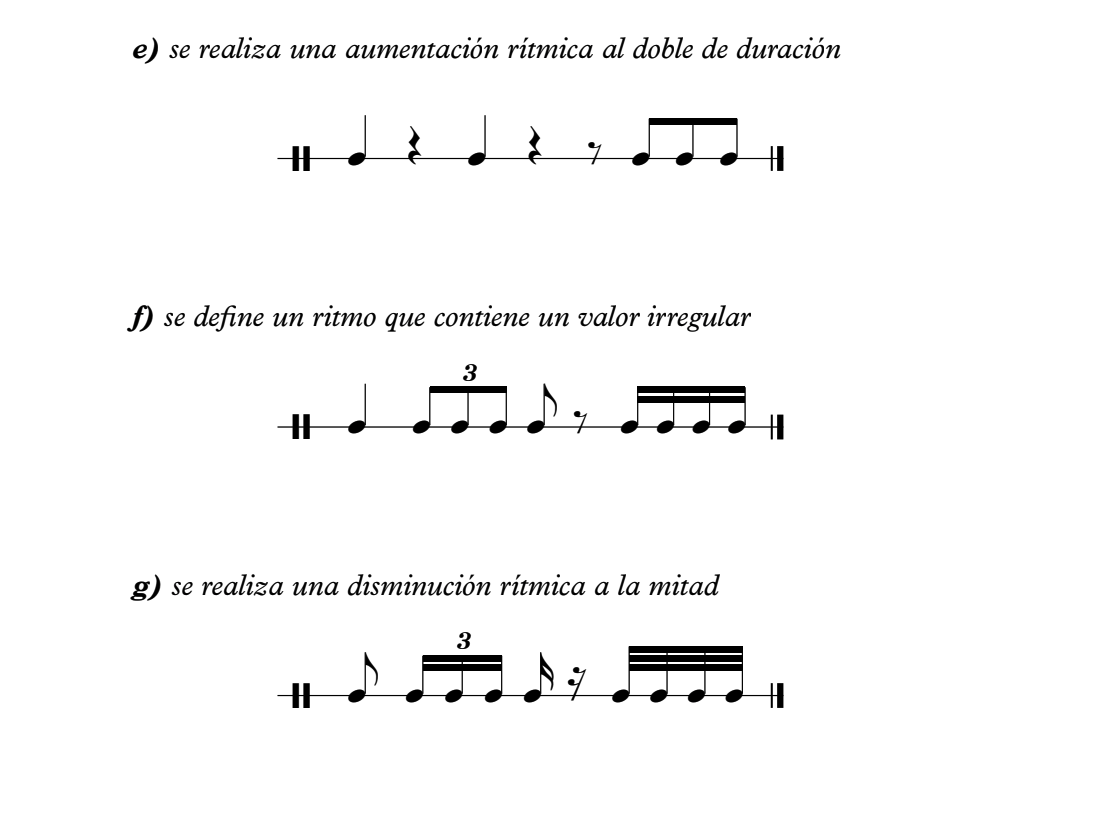 e) se realiza una aumentación rítmica al doble de duración
f) se define un ritmo que contiene un valor irregular
3
g) se realiza una disminución rítmica a la mitad
3